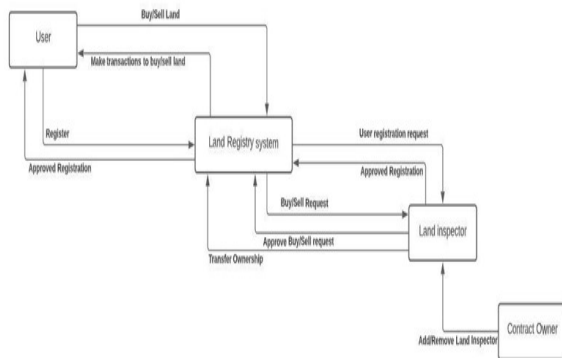 Buy/Sell Land
User
Make transactions to buy/sell land
Register
User registration request
Land Registry system
Approved Registration
Approved Registration
Buy/Sell Request
Land inspector
Approve Buy/Sell request
Transfer Ownership
Contract Owner
Add/Remove Land Inspector